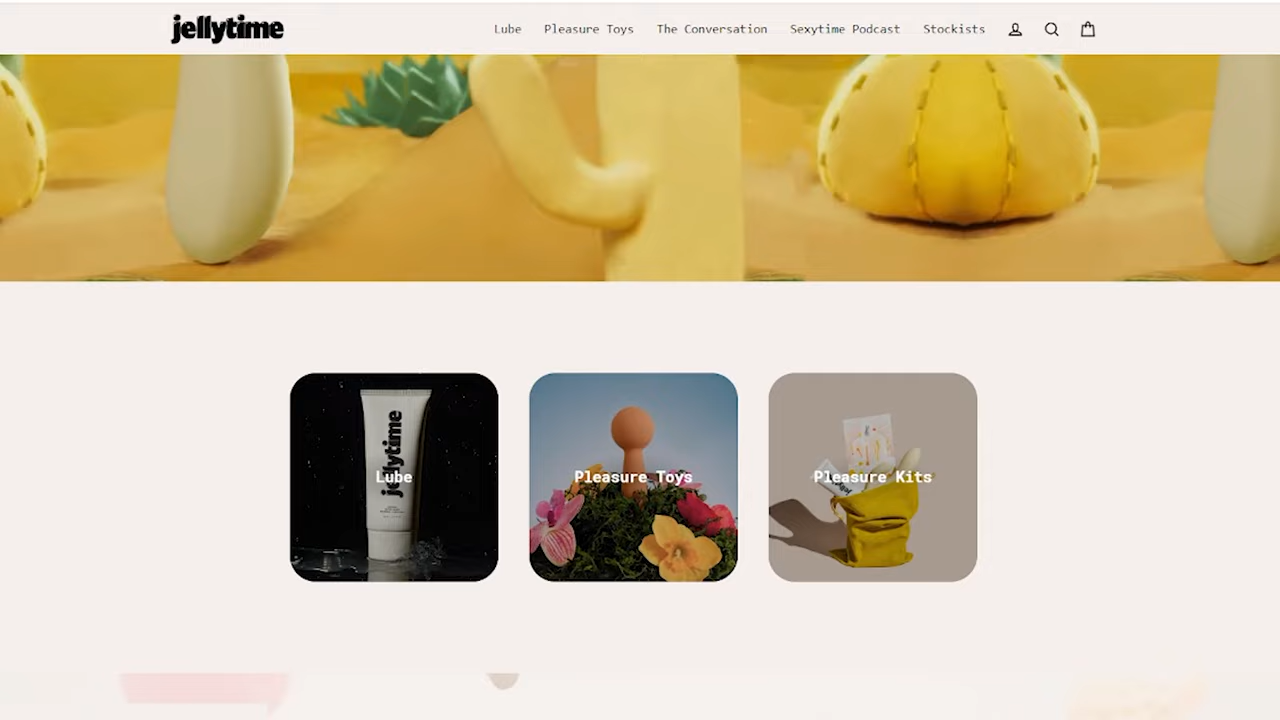 jellytime
Lube
Pleasure Toys
The Conversation
Sexytime Podcast
Stockists
jellytime
Lube
Pleasure Toys
Pleasure Kits